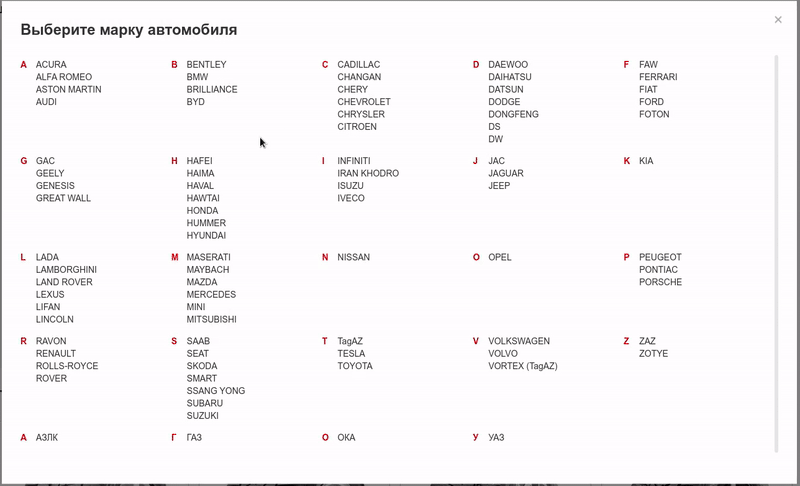 Выберите марку автомобиля
×
A ACURA
ALFA ROMEO
ASTON MARTIN
AUDI
B BENTLEY
BMW
BRILLIANCE
BYD
C CADILLAC
CHANGAN
CHERY
CHEVROLET
CHRYSLER
CITROEN
D DAEWOO
DAIHATSU
DATSUN
DODGE
DONGFENG
DS
DW
F FAW
FERRARI
FIAT
FORD
FOTON
G GAC
GEELY
GENESIS
GREAT WALL
H HAFEI
HAIMA
HAVAL
HAWTAI
HONDA
HUMMER
HYUNDAI
I INFINITI
IRAN KHODRO
ISUZU
IVECO
J JAC
JAGUAR
JEEP
K KIA
L LADA
LAMBORGHINI
LAND ROVER
LEXUS
LIFAN
LINCOLN
M MASERATI
MAYBACH
MAZDA
MERCEDES
MINI
MITSUBISHI
N NISSAN
O OPEL
P PEUGEOT
PONTIAC
PORSCHE
R RAVON
RENAULT
ROLLS-ROYCE
ROVER
S SAAB
SEAT
SKODA
SMART
SSANG YONG
SUBARU
SUZUKI
T TagAZ
TESLA
TOYOTA
V VOLKSWAGEN
VOLVO
VORTEX (TagAZ)
Z ZAZ
ZOTYE
А АЗЛК
Г ГАЗ
О ОКА
У УАЗ